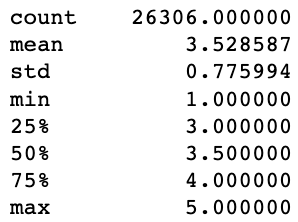 count 26306.000000
mean 3.528587
std 0.775994
min 1.000000
25% 3.000000
50% 3.500000
75% 4.000000
max 5.000000